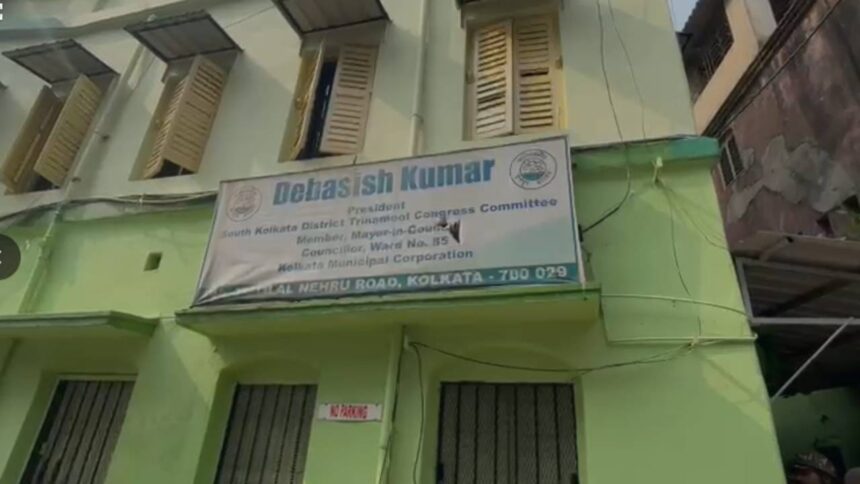 Debasish Kumar
President
South Kolkata District Trinamool Congress Committee
Member, Mayor-in-Council
Councillor, Ward No. 85
Kolkata Municipal Corporation
NEHRU ROAD, KOLKATA - 700 029
NO PARKING